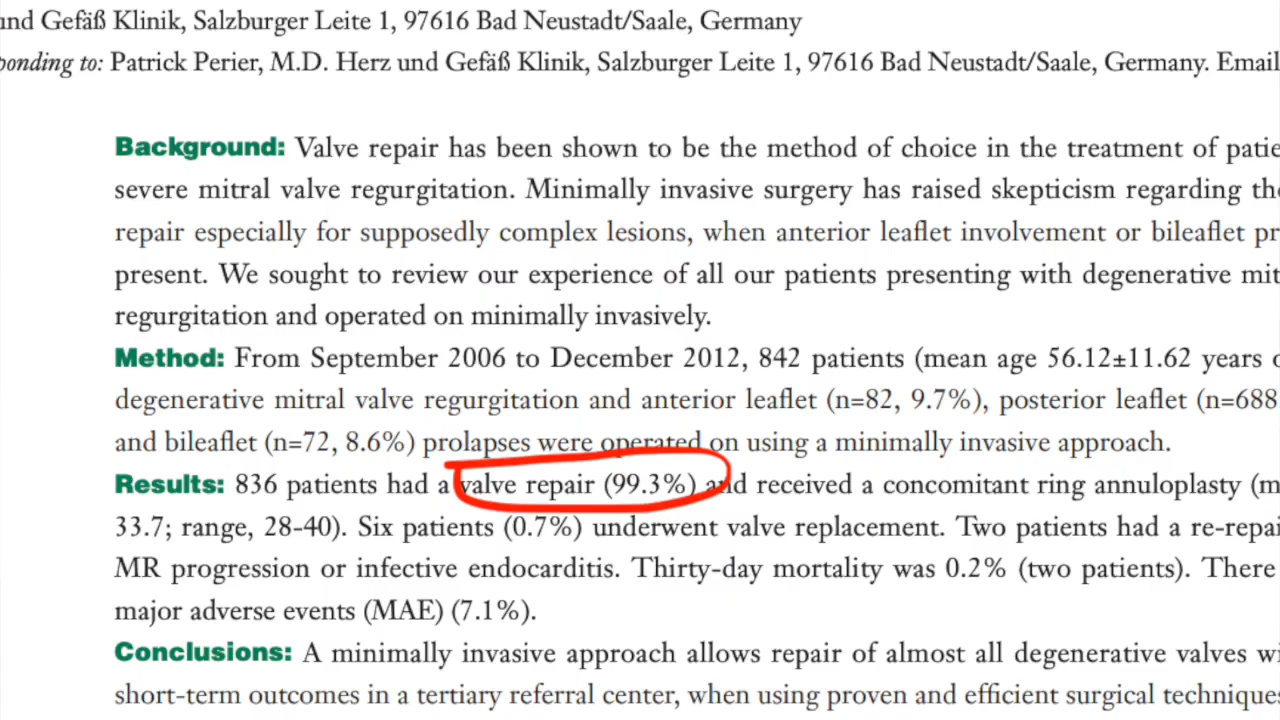 und Gefäß Klinik, Salzburger Leite 1, 97616 Bad Neustadt/Saale, Germany
to: Patrick Perier, M.D. Herz und Gefäß Klinik, Salzburger Leite 1, 97616 Bad Neustadt/Saale, Germany. Email
Background: Valve repair has been shown to be the method of choice in the treatment of
severe mitral valve regurgitation. Minimally invasive surgery has raised skepticism regarding
repair especially for supposedly complex lesions, when anterior leaflet involvement or bileaflet
present. We sought to review our experience of all our patients presenting with degenerative
regurgitation and operated on minimally invasively.
Method: From September 2006 to December 2012, 842 patients (mean age 56.12±11.62 years
degenerative mitral valve regurgitation and anterior leaflet (n=82, 9.7%), posterior leaflet (n=688
and bileaflet (n=72, 8.6%) prolapses were operated on using a minimally invasive approach.
Results: 836 patients had a valve repair (99.3%) and received a concomitant ring annuloplasty
33.7; range, 28-40). Six patients (0.7%) underwent valve replacement. Two patients had a
MR progression or infective endocarditis. Thirty-day mortality was 0.2% (two patients). There
major adverse events (MAE) (7.1%).
Conclusions: A minimally invasive approach allows repair of almost all degenerative valves
short-term outcomes in a tertiary referral center, when using proven and efficient surgical